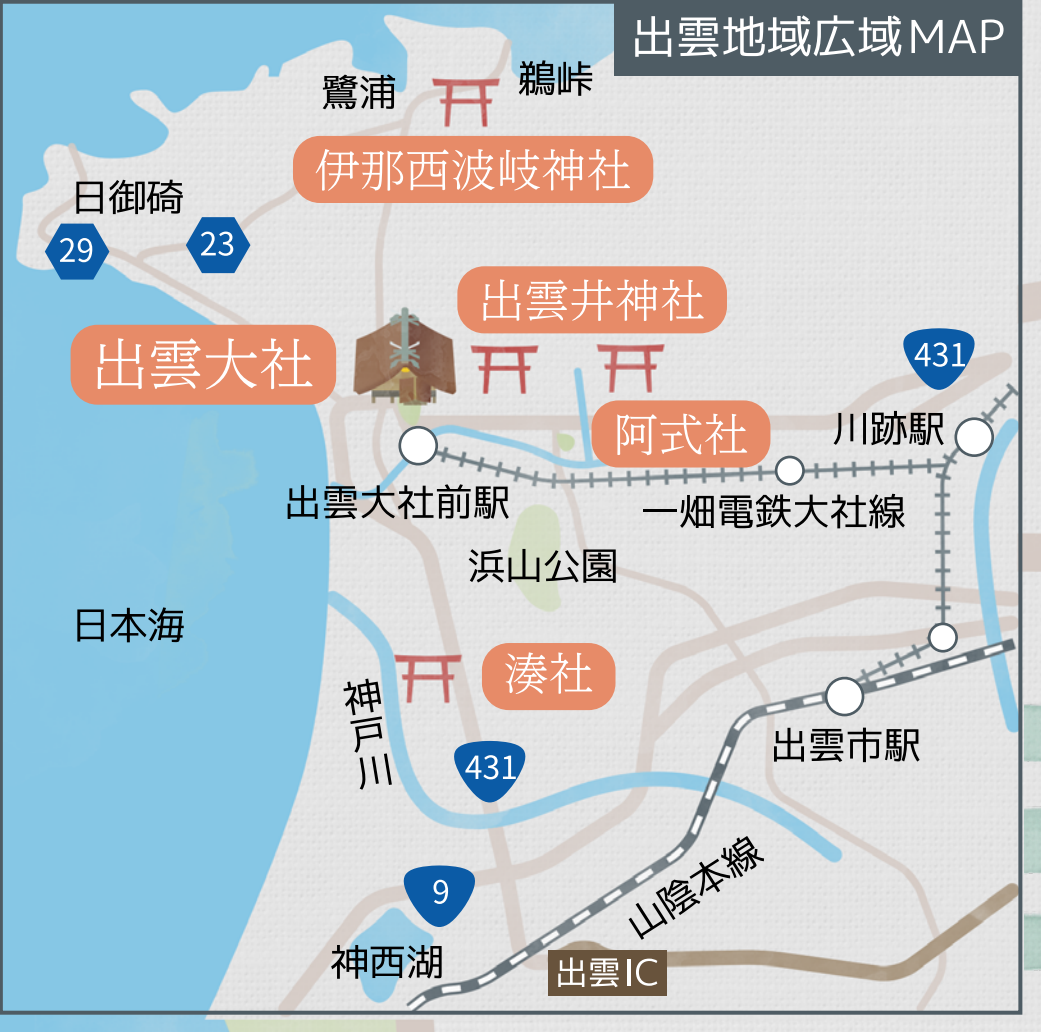 出雲地域広域MAP
鷺浦
鵜峠
伊那西波岐神社
日御碕
29
23
出雲井神社
出雲大社
431
阿式社
川跡駅
出雲大社前駅
一畑電鉄大社線
浜山公園
日本海
湊社
神戸川
出雲市駅
431
山陰本線
9
神西湖
出雲IC